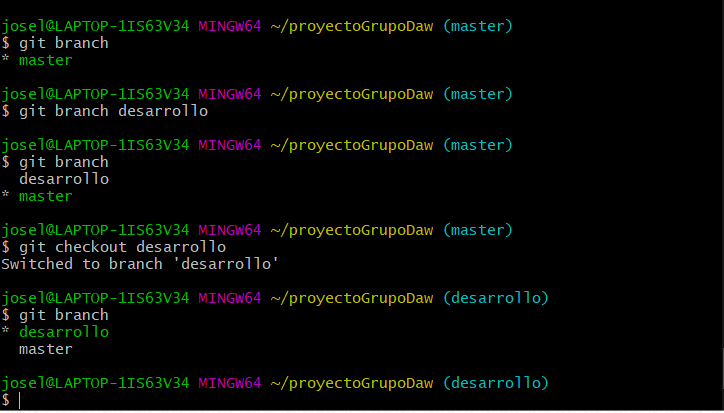 josel@LAPTOP-1IS63V34 MINGW64 ~/proyectoGrupoDaw (master)
$ git branch
* master
josel@LAPTOP-1IS63V34 MINGW64 ~/proyectoGrupoDaw (master)
$ git branch desarrollo
josel@LAPTOP-1IS63V34 MINGW64 ~/proyectoGrupoDaw (master)
$ git branch
  desarrollo
* master
josel@LAPTOP-1IS63V34 MINGW64 ~/proyectoGrupoDaw (master)
$ git checkout desarrollo
Switched to branch 'desarrollo'
josel@LAPTOP-1IS63V34 MINGW64 ~/proyectoGrupoDaw (desarrollo)
$ git branch
* desarrollo
  master
josel@LAPTOP-1IS63V34 MINGW64 ~/proyectoGrupoDaw (desarrollo)
$